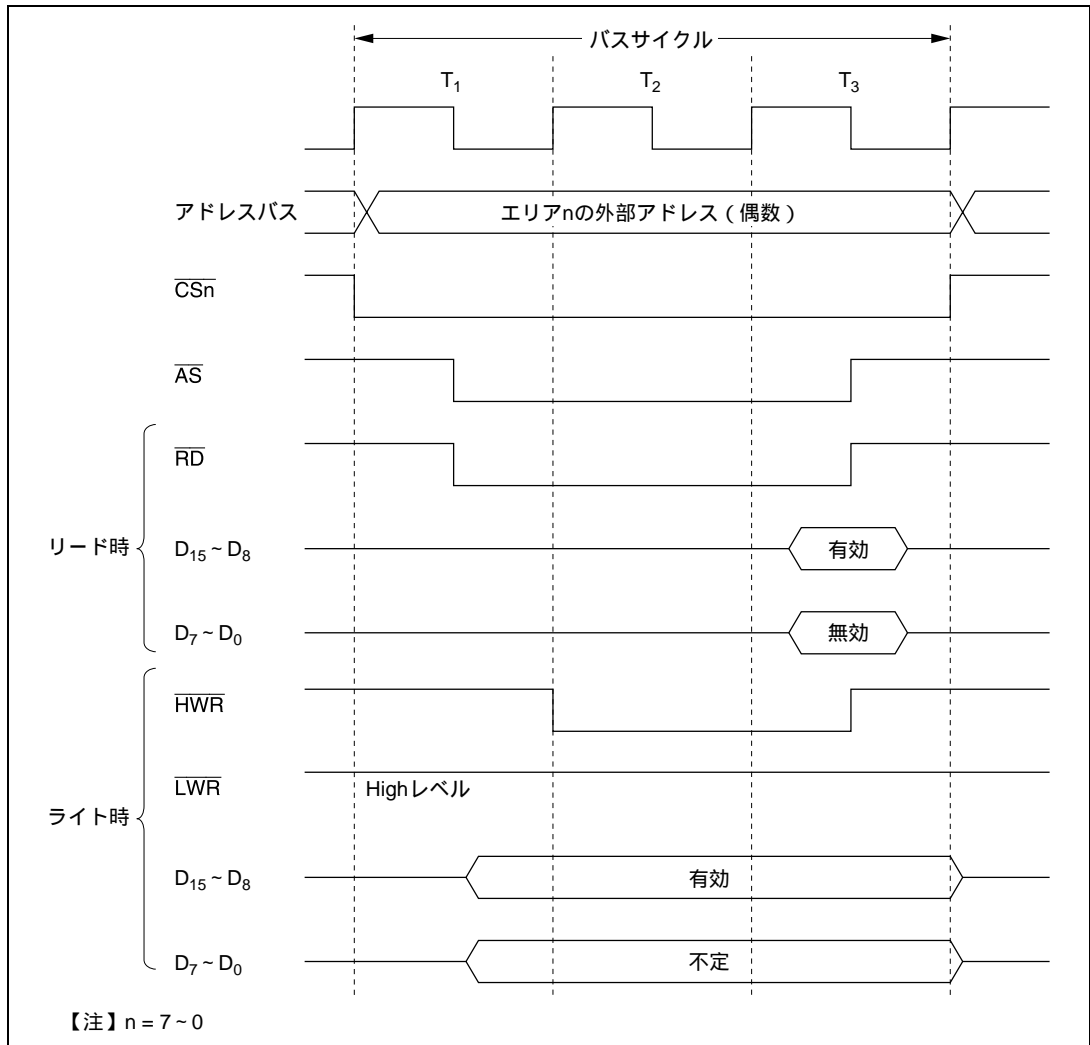 バスサイクル
T₁ T₂ T₃
アドレスバス エリアnの外部アドレス(偶数)
CSn
AS
RD
リード時 D₁₅~D₈ 有効
D₇~D₀ 無効
HWR
LWR Highレベル
ライト時
D₁₅~D₈ 有効
D₇~D₀ 不定
【注】n = 7~0